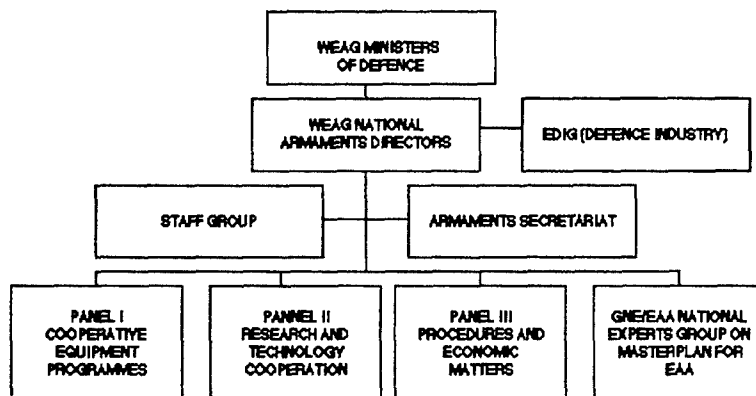 WEAG MINISTERS
OF DEFENCE
WEAG NATIONAL
ARMAMENTS DIRECTORS
EDIG (DEFENCE INDUSTRY)
STAFF GROUP
ARMAMENTS SECRETARIAT
PANEL I
COOPERATIVE
EQUIPMENT
PROGRAMMES
PANNEL II
RESEARCH AND
TECHNOLOGY
COOPERATION
PANEL III
PROCEDURES AND
ECONOMIC
MATTERS
GNE/EAA NATIONAL
EXPERTS GROUP ON
MASTERPLAN FOR
EAA